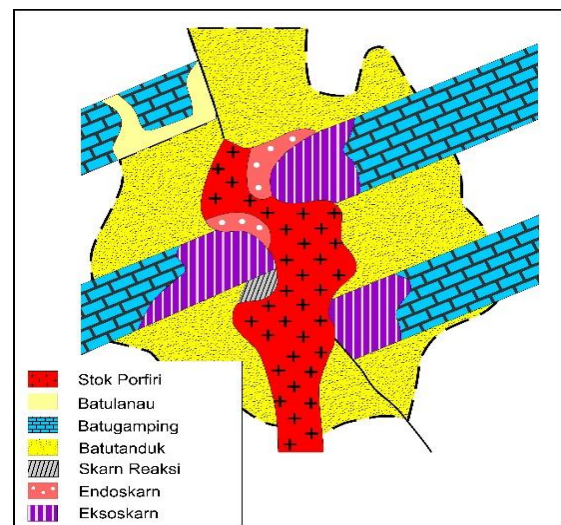 Stok Porfiri
Batulanau
Batugamping
Batutanduk
Skarn Reaksi
Endoskarn
Eksoskarn